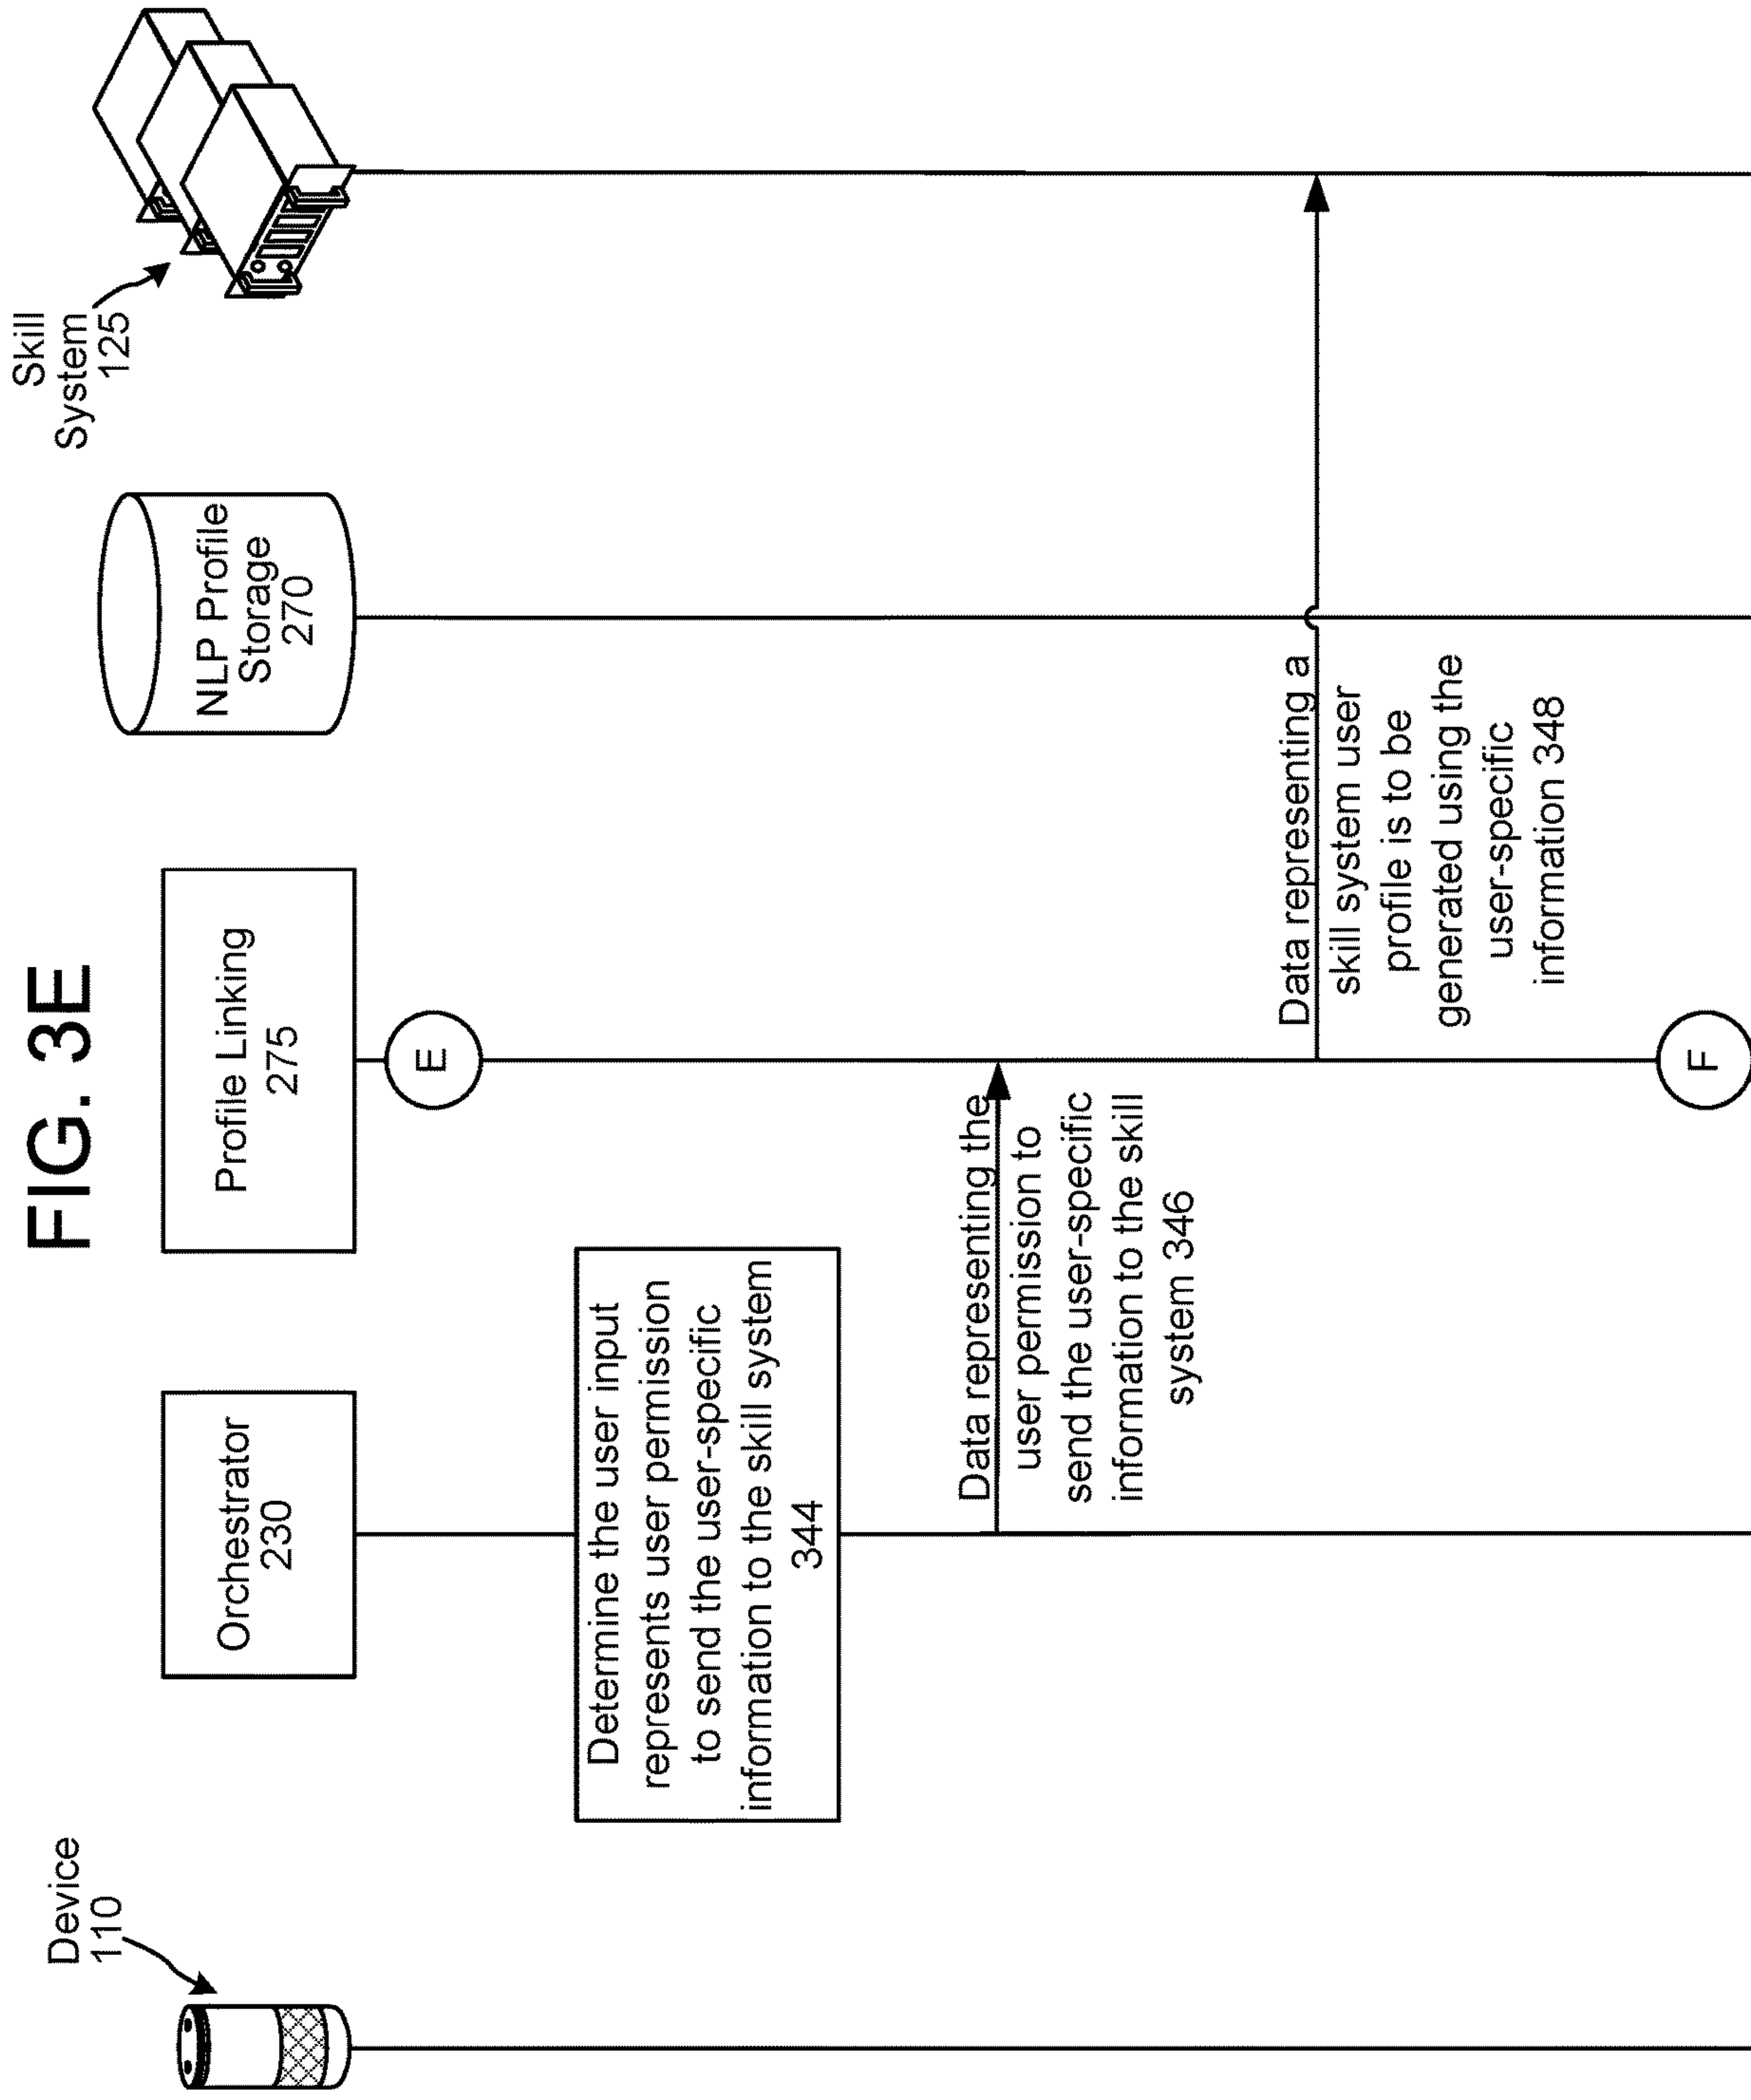 FIG. 3E
Device
110
Orchestrator
230
Profile Linking
275
NLP Profile
Storage
270
Skill
System
125
E
Determine the user input
represents user permission
to send the user-specific
information to the skill system
344
Data representing the
user permission to
send the user-specific
information to the skill
system 346
Data representing a
skill system user
profile is to be
generated using the
user-specific
information 348
F